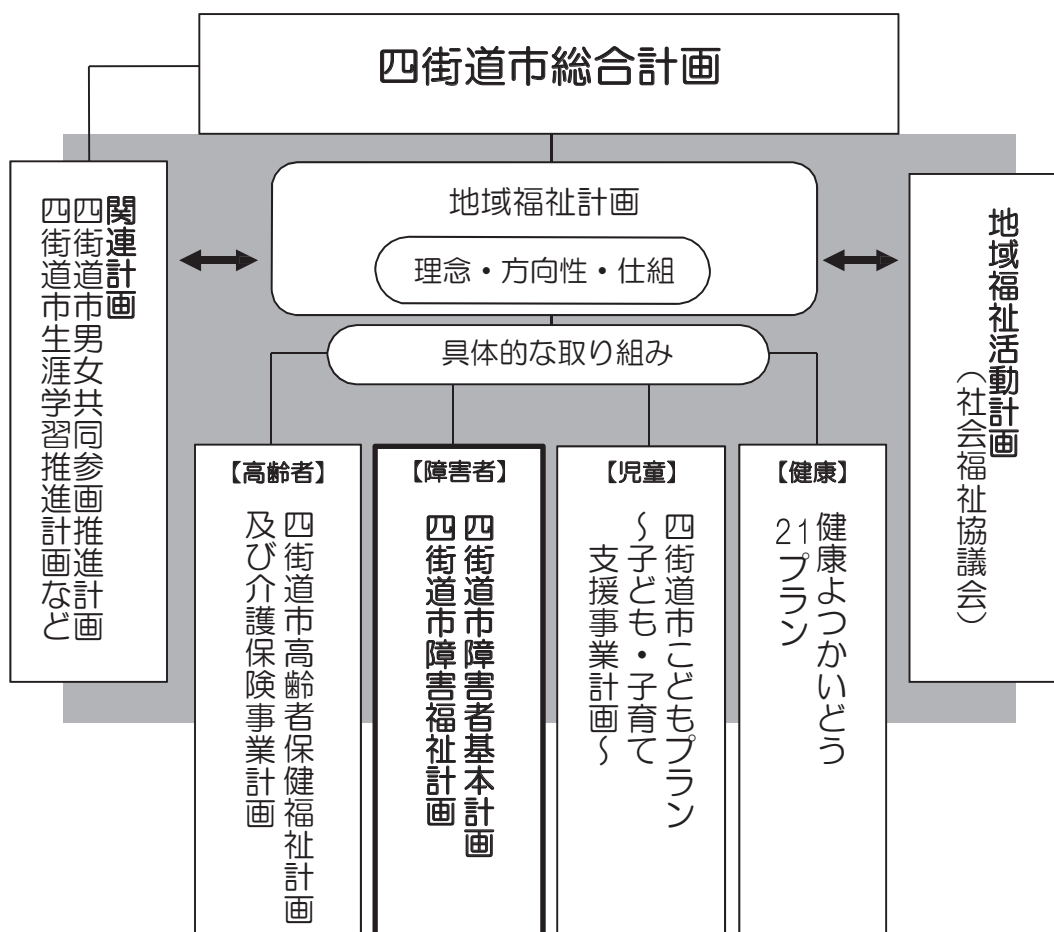 四街道市総合計画
関連計画
四街道市男女共同参画推進計画
四街道市生涯学習推進計画など
地域福祉計画
理念・方向性・仕組
具体的な取り組み
地域福祉活動計画
（社会福祉協議会）
【高齢者】
四街道市高齢者保健福祉計画
及び介護保険事業計画
【障害者】
四街道市障害者基本計画
四街道市障害福祉計画
【児童】
四街道市こどもプラン
～子ども・子育て
支援事業計画～
【健康】
健康よつかいどう
21プラン